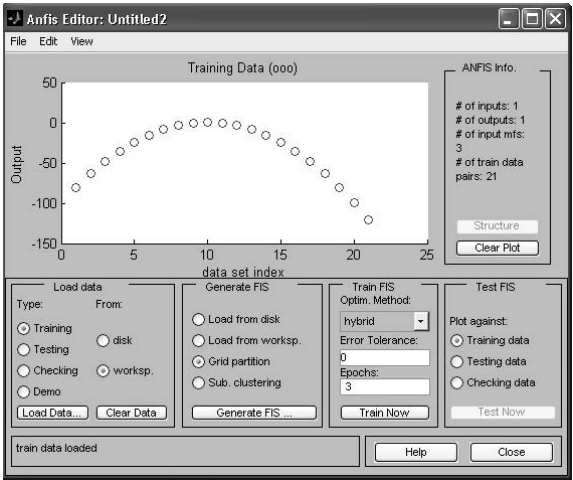 Anfis Editor: Untitled2
File Edit View
Training Data (ooo)
50
0
-50
-100
-150
Output
0 5 10 15 20 25
data set index
ANFIS Info.
# of inputs: 1
# of outputs: 1
# of input mfs:
3
# of train data
pairs: 21
Structure
Clear Plot
Load data
Type: From:
Training
Testing
Checking
Demo
disk
worksp.
Load Data... Clear Data
Generate FIS
Load from disk
Load from worksp.
Grid partition
Sub. clustering
Generate FIS ...
Train FIS
Optim. Method:
hybrid
Error Tolerance:
0
Epochs:
3
Train Now
Test FIS
Plot against:
Training data
Testing data
Checking data
Test Now
train data loaded
Help Close